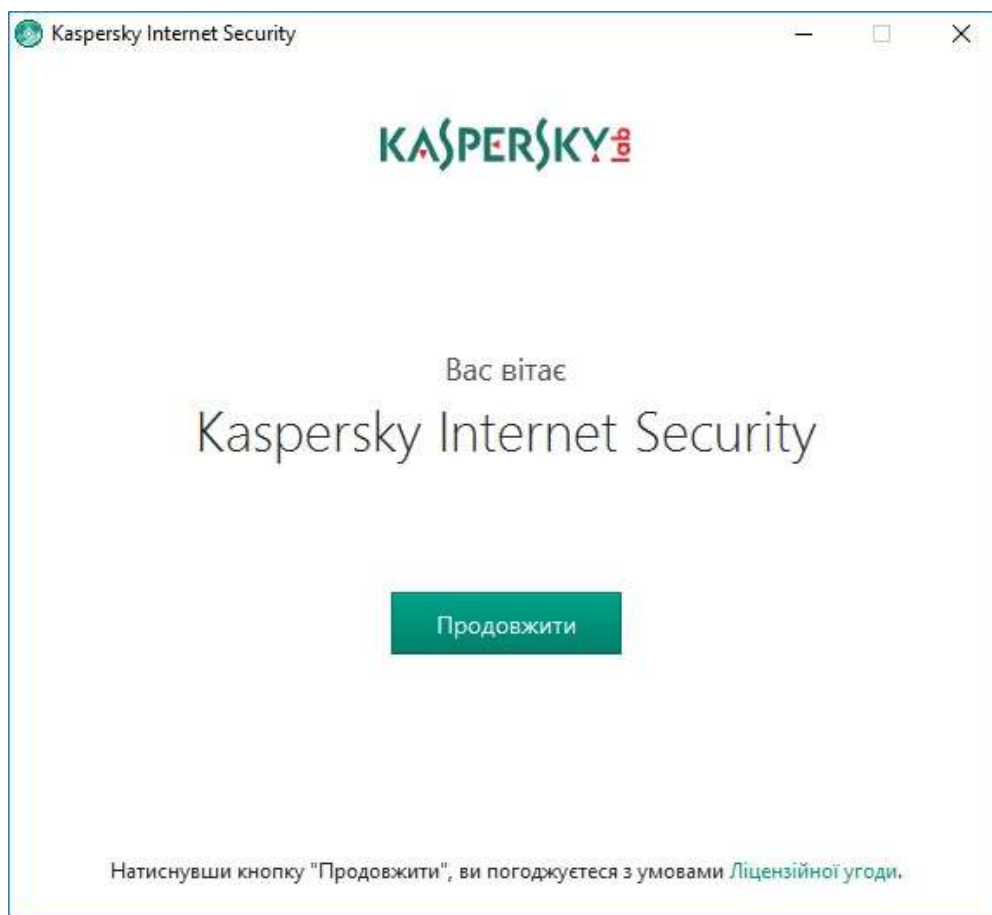 Kaspersky Internet Security
KASPERSKY lab
Вас вітає
Kaspersky Internet Security
Продовжити
Натиснувши кнопку "Продовжити", ви погоджуєтеся з умовами Ліцензійної угоди.